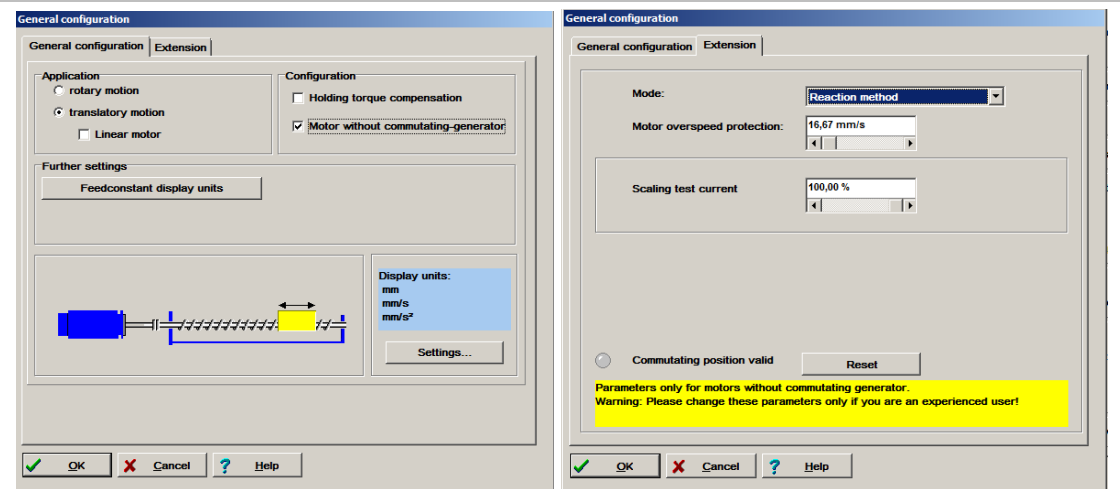 General configuration
General configuration
Extension
Application
rotary motion
translatory motion
Linear motor
Configuration
Holding torque compensation
Motor without commutating-generator
Further settings
Feedconstant display units
Display units:
mm
mm/s
mm/s²
Settings...
OK
Cancel
Help
General configuration
General configuration
Extension
Mode:
Reaction method
Motor overspeed protection:
16,67 mm/s
Scaling test current
100,00 %
Commutating position valid
Reset
Parameters only for motors without commutating generator.
Warning: Please change these parameters only if you are an experienced user!
OK
Cancel
Help